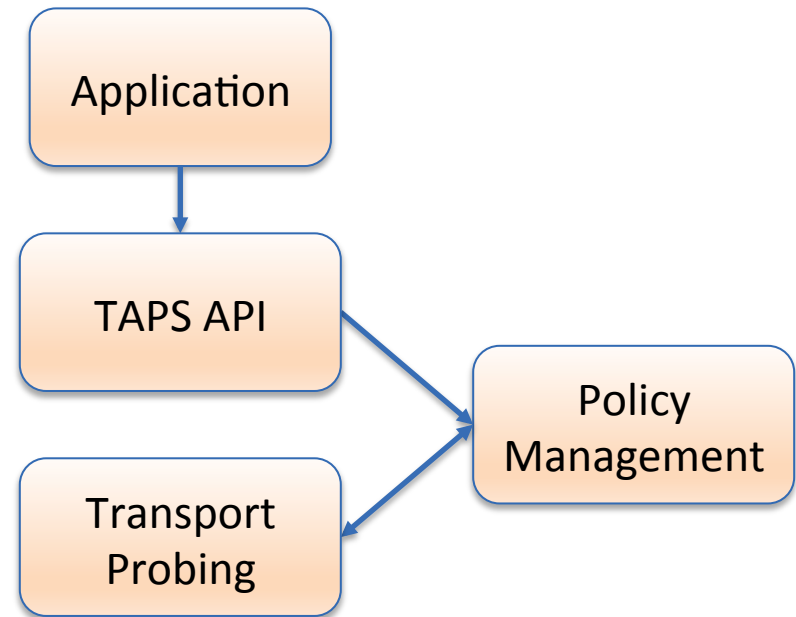 Application
TAPS API
Policy
Management
Transport
Probing